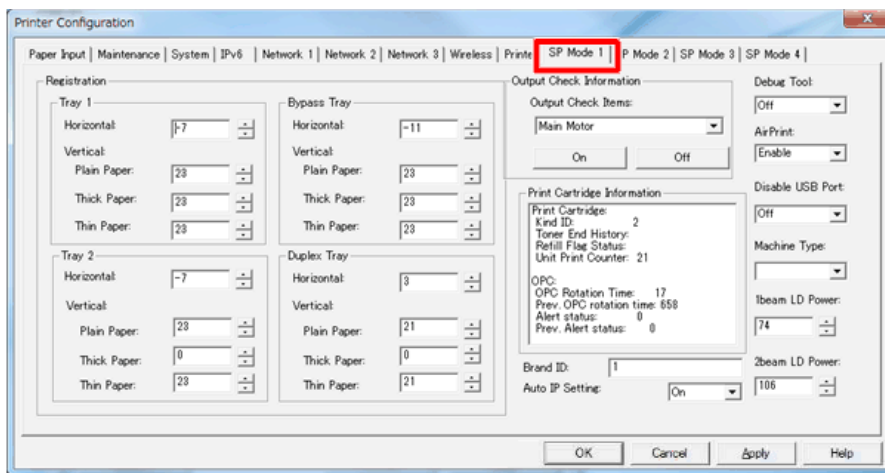 Printer Configuration
Paper Input | Maintenance | System | IPv6 | Network 1 | Network 2 | Network 3 | Wireless | Printe SP Mode 1 P Mode 2 | SP Mode 3 | SP Mode 4
Registration
Tray 1
Horizontal: -7
Vertical:
Plain Paper: 23
Thick Paper: 23
Thin Paper: 23
Bypass Tray
Horizontal: -11
Vertical:
Plain Paper: 23
Thick Paper: 23
Thin Paper: 23
Tray 2
Horizontal: -7
Vertical:
Plain Paper: 23
Thick Paper: 0
Thin Paper: 23
Duplex Tray
Horizontal: 3
Vertical:
Plain Paper: 21
Thick Paper: 0
Thin Paper: 21
Output Check Information
Output Check Items:
Main Motor
On Off
Print Cartridge Information
Print Cartridge:
Kind ID: 2
Toner End History:
Refill Flag Status:
Unit Print Counter: 21
OPC:
OPC Rotation Time: 17
Prev. OPC rotation time: 658
Alert status: 0
Prev. Alert status: 0
Brand ID: 1
Auto IP Setting: On
Debug Tool:
Off
AirPrint:
Enable
Disable USB Port:
Off
Machine Type:
1beam LD Power:
74
2beam LD Power:
106
OK Cancel Apply Help